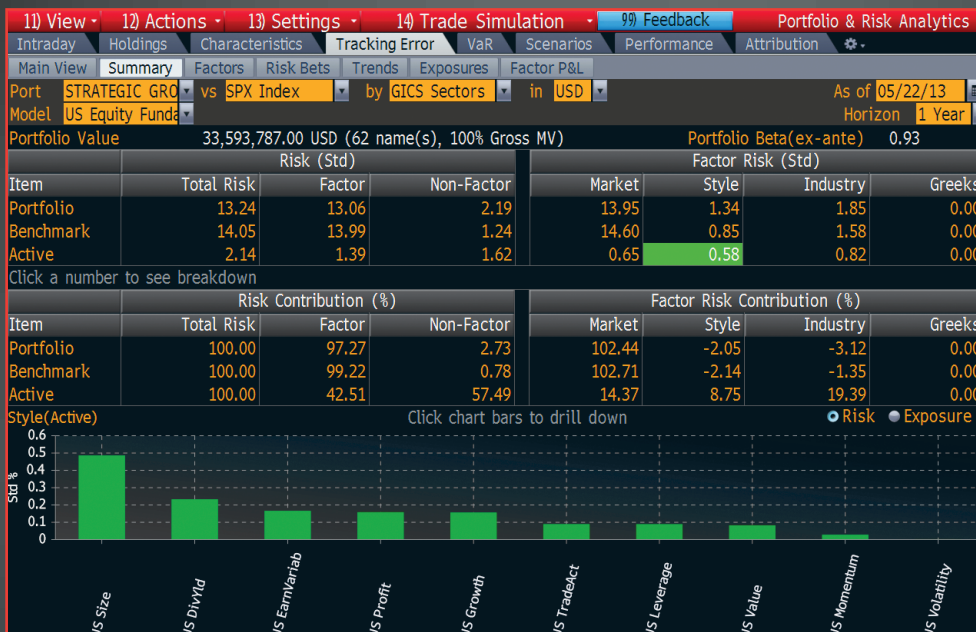 11) View 12) Actions 13) Settings 14) Trade Simulation 99) Feedback Portfolio & Risk Analytics
Intraday Holdings Characteristics Tracking Error VaR Scenarios Performance Attribution
Main View Summary Factors Risk Bets Trends Exposures Factor P&L
Port STRATEGIC GRO vs SPX Index by GICS Sectors in USD As of 05/22/13
Model US Equity Funda Horizon 1 Year
Portfolio Value 33,593,787.00 USD (62 name(s), 100% Gross MV) Portfolio Beta(ex-ante) 0.93
Risk (Std) Factor Risk (Std)
Item Total Risk Factor Non-Factor Market Style Industry Greeks
Portfolio 13.24 13.06 2.19 13.95 1.34 1.85 0.00
Benchmark 14.05 13.99 1.24 14.60 0.85 1.58 0.00
Active 2.14 1.39 1.62 0.65 0.58 0.82 0.00
Click a number to see breakdown
Risk Contribution (%) Factor Risk Contribution (%)
Item Total Risk Factor Non-Factor Market Style Industry Greeks
Portfolio 100.00 97.27 2.73 102.44 -2.05 -3.12 0.00
Benchmark 100.00 99.22 0.78 102.71 -2.14 -1.35 0.00
Active 100.00 42.51 57.49 14.37 8.75 19.39 0.00
Style(Active) Click chart bars to drill down Risk Exposure
0.6
0.5
0.4
0.3
0.2
0.1
0
Std %
US Size
US DivYld
US EarnVariab
US Profit
US Growth
US TradeAct
US Leverage
US Value
US Momentum
US Volatility